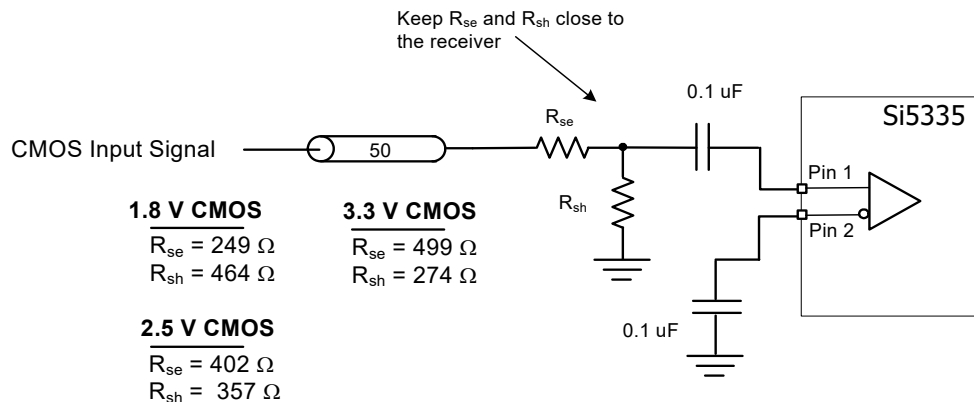 Keep Rse and Rsh close to
the receiver
0.1 uF
Si5335
Rse
CMOS Input Signal
50
Pin 1
Rsh
Pin 2
1.8 V CMOS
Rse = 249 Ω
Rsh = 464 Ω
3.3 V CMOS
Rse = 499 Ω
Rsh = 274 Ω
0.1 uF
2.5 V CMOS
Rse = 402 Ω
Rsh = 357 Ω